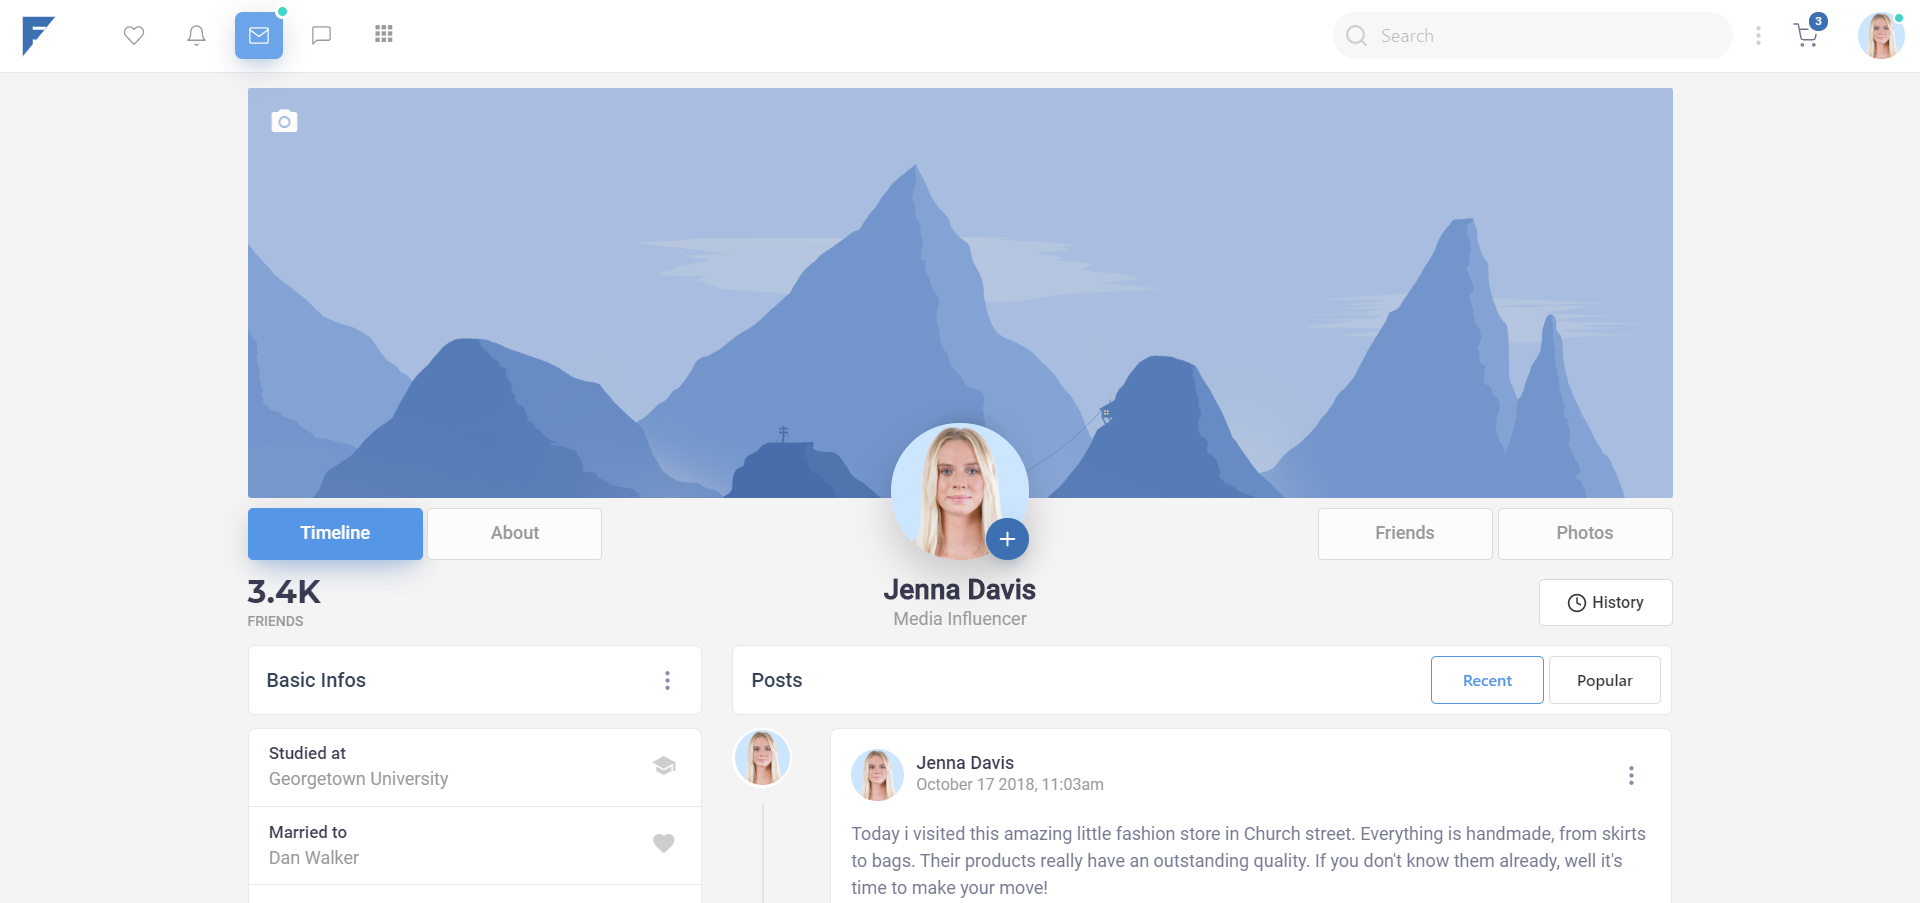 Search
3
Timeline
About
Friends
Photos
3.4K
FRIENDS
Jenna Davis
Media Influencer
History
Basic Infos
Studied at
Georgetown University
Married to
Dan Walker
Posts
Recent
Popular
Jenna Davis
October 17 2018, 11:03am
Today i visited this amazing little fashion store in Church street. Everything is handmade, from skirts
to bags. Their products really have an outstanding quality. If you don't know them already, well it's
time to make your move!